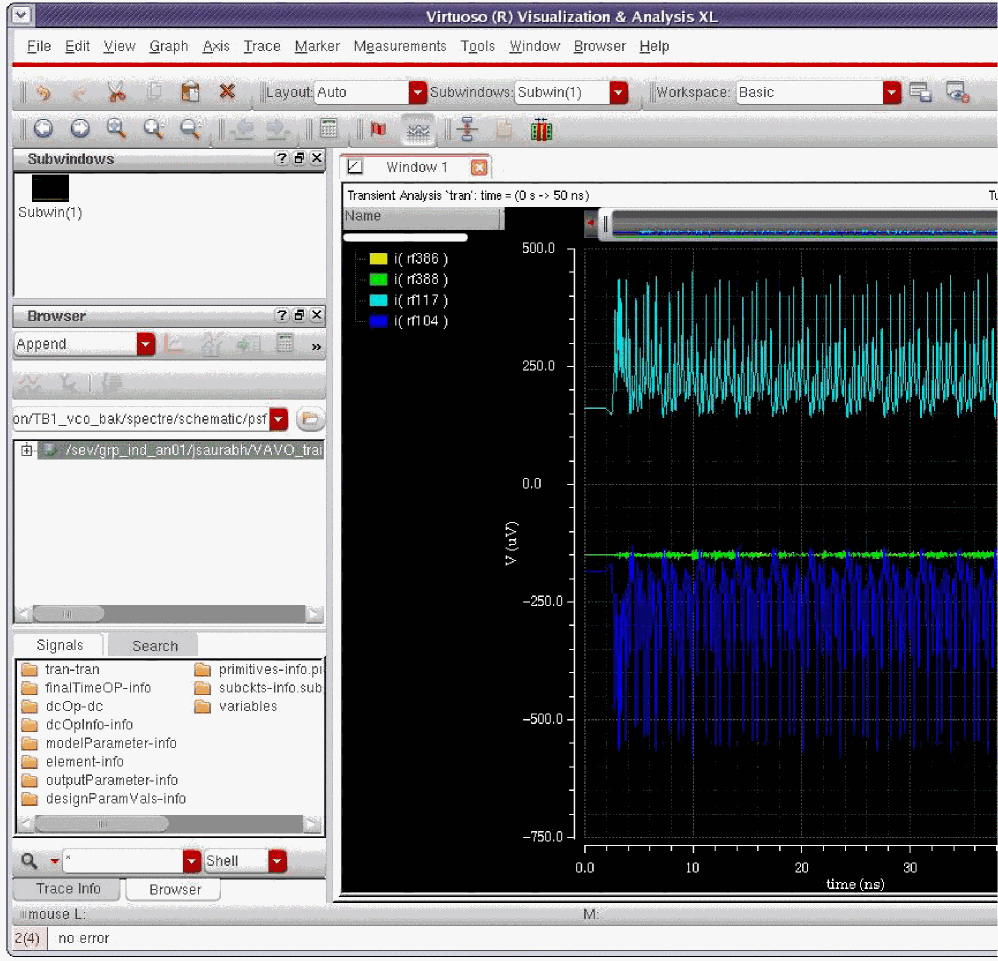 Virtuoso (R) Visualization & Analysis XL
File Edit View Graph Axis Trace Marker Measurements Tools Window Browser Help
Layout: Auto Subwindows: Subwin(1) Workspace: Basic
Subwindows
Subwin(1)
Window 1
Transient Analysis `tran': time = (0 s -> 50 ns)
Name
i( rf386 )
i( rf388 )
i( rf117 )
i( rf104 )
500.0
250.0
0.0
−250.0
−500.0
−750.0
V (uV)
0.0 10 20 30
time (ns)
Browser
Append
»
on/TB1_vco_bak/spectre/schematic/psf
/sev/grp_ind_an01/jsaurabh/VAVO_trai
Signals Search
tran-tran
finalTimeOP-info
dcOp-dc
dcOpInfo-info
modelParameter-info
element-info
outputParameter-info
designParamVals-info
primitives-info.pr
subckts-info.sub
variables
* Shell
Trace Info Browser
mouse L: M:
2(4) no error